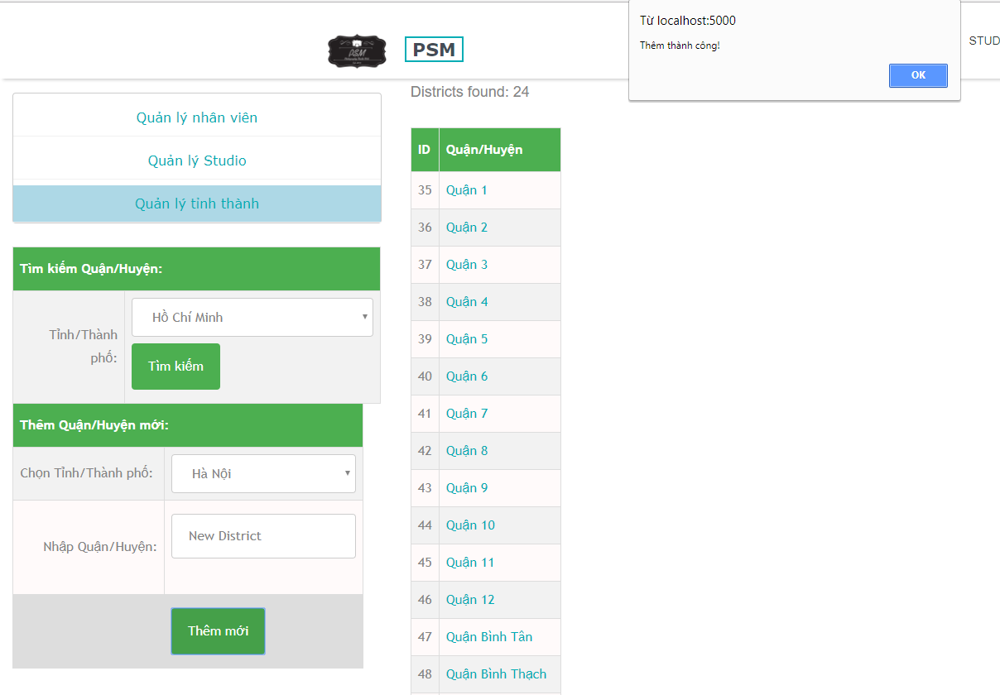 Từ localhost:5000
Thêm thành công!
OK
PSM
PSM
STUD
Quản lý nhân viên
Quản lý Studio
Quản lý tỉnh thành
Tìm kiếm Quận/Huyện:
Tỉnh/Thành
phố:
Hồ Chí Minh
Tìm kiếm
Thêm Quận/Huyện mới:
Chọn Tỉnh/Thành phố:
Hà Nội
Nhập Quận/Huyện:
New District
Thêm mới
Districts found: 24
ID Quận/Huyện
35 Quận 1
36 Quận 2
37 Quận 3
38 Quận 4
39 Quận 5
40 Quận 6
41 Quận 7
42 Quận 8
43 Quận 9
44 Quận 10
45 Quận 11
46 Quận 12
47 Quận Bình Tân
48 Quận Bình Thạch